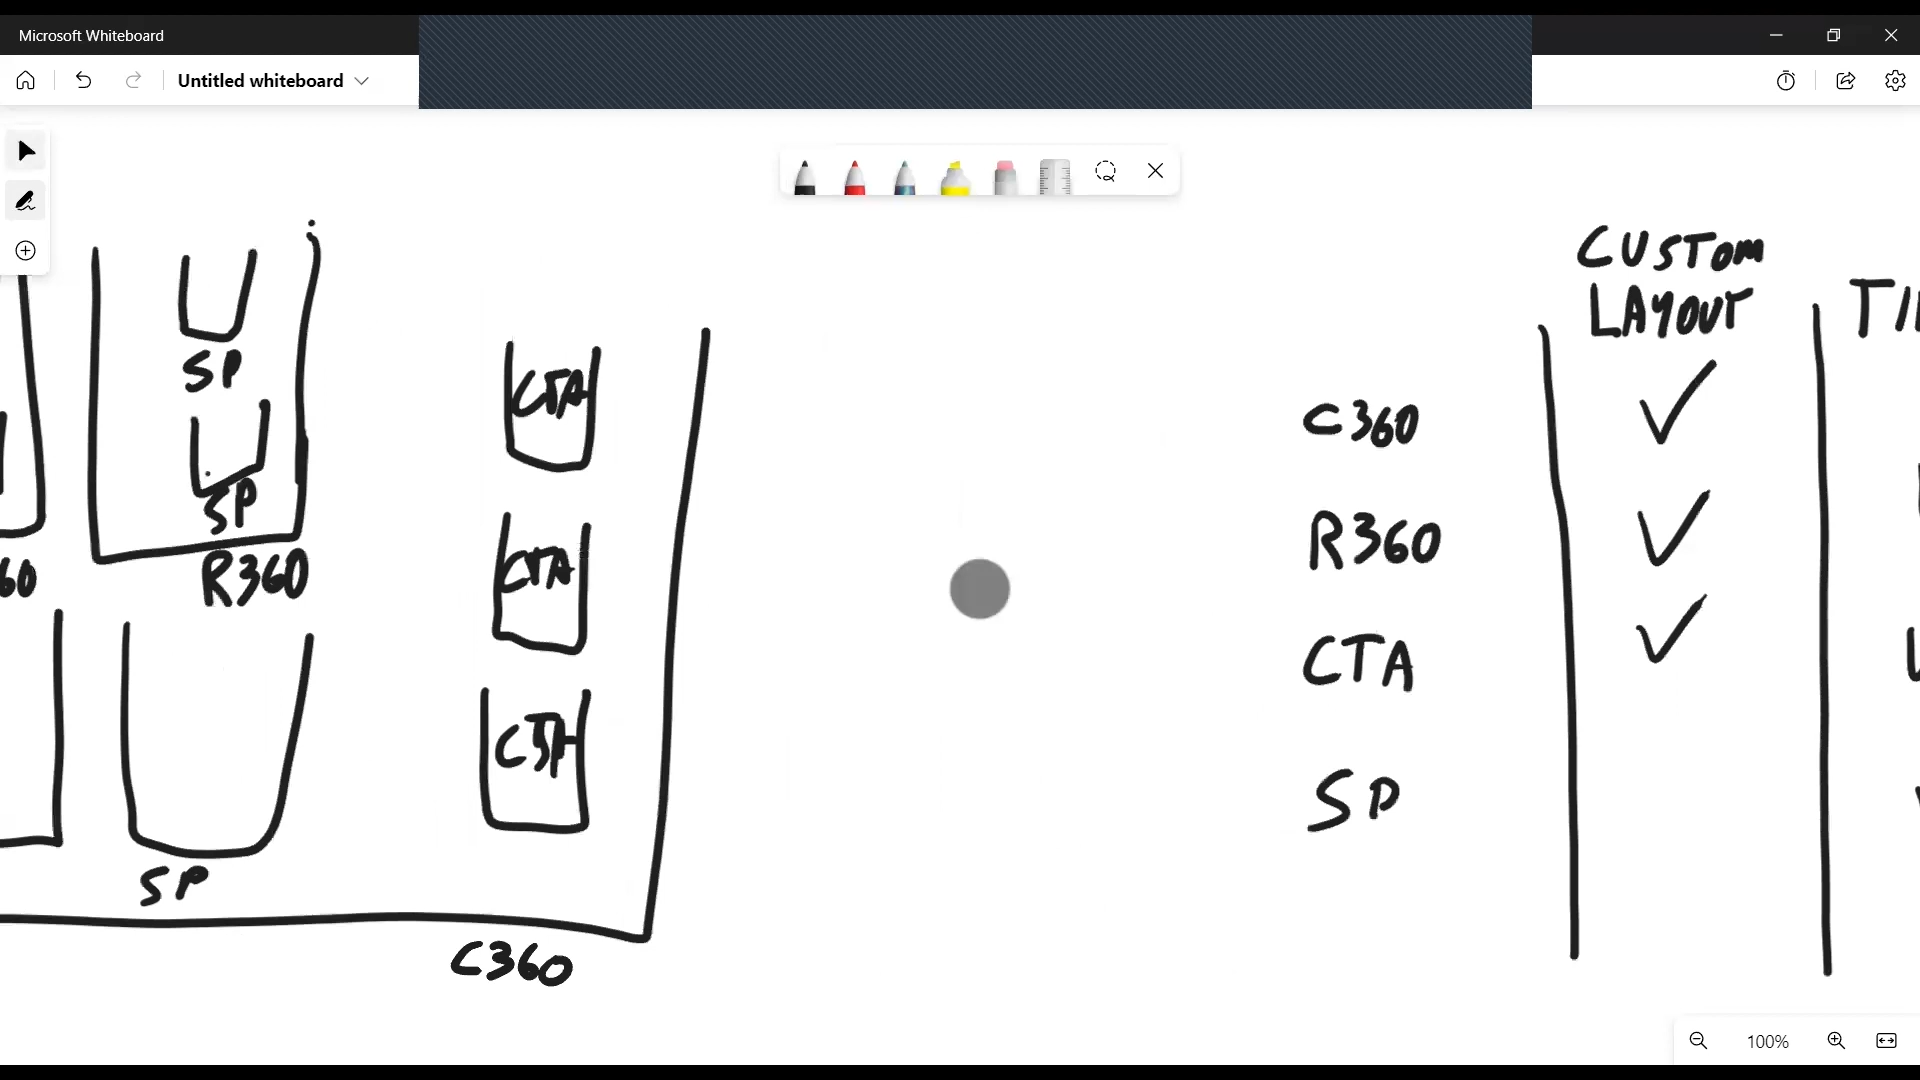 Microsoft Whiteboard
Untitled whiteboard
SP
SP
R360
60
SP
CTA
CTA
CTA
C360
CUSTOM
LAYOUT
C360
R360
CTA
SP
100%